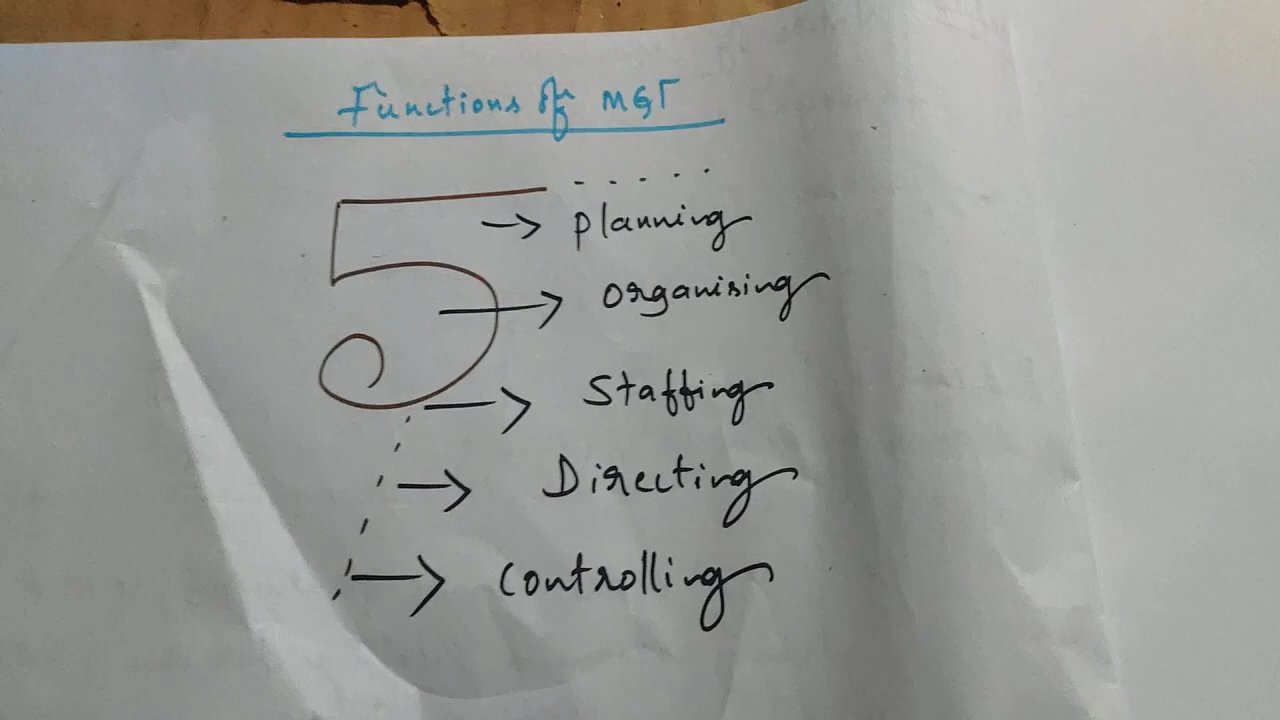 Functions of MGT
5 .....
→ planning
→ organising
→ Staffing
→ Directing
→ controlling